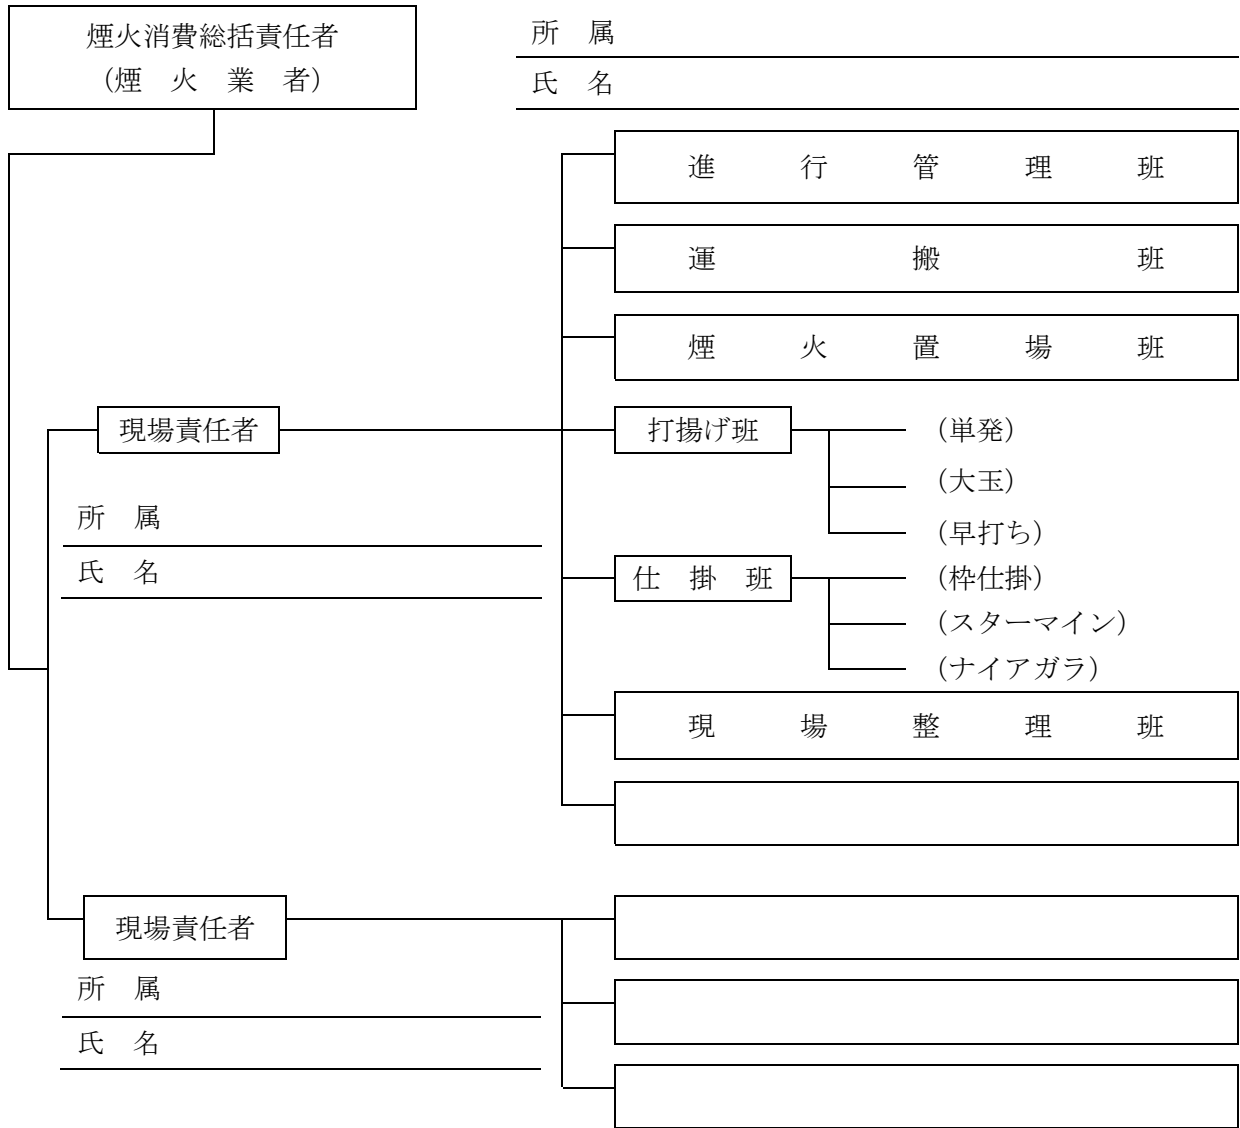 煙火消費総括責任者
（煙　火　業　者）
所　属
氏　名
進行管理班
運搬班
煙火置場班
現場責任者
所　属
氏　名
打揚げ班
（単発）
（大玉）
（早打ち）
仕　掛　班
（枠仕掛）
（スターマイン）
（ナイアガラ）
現場整理班
現場責任者
所　属
氏　名